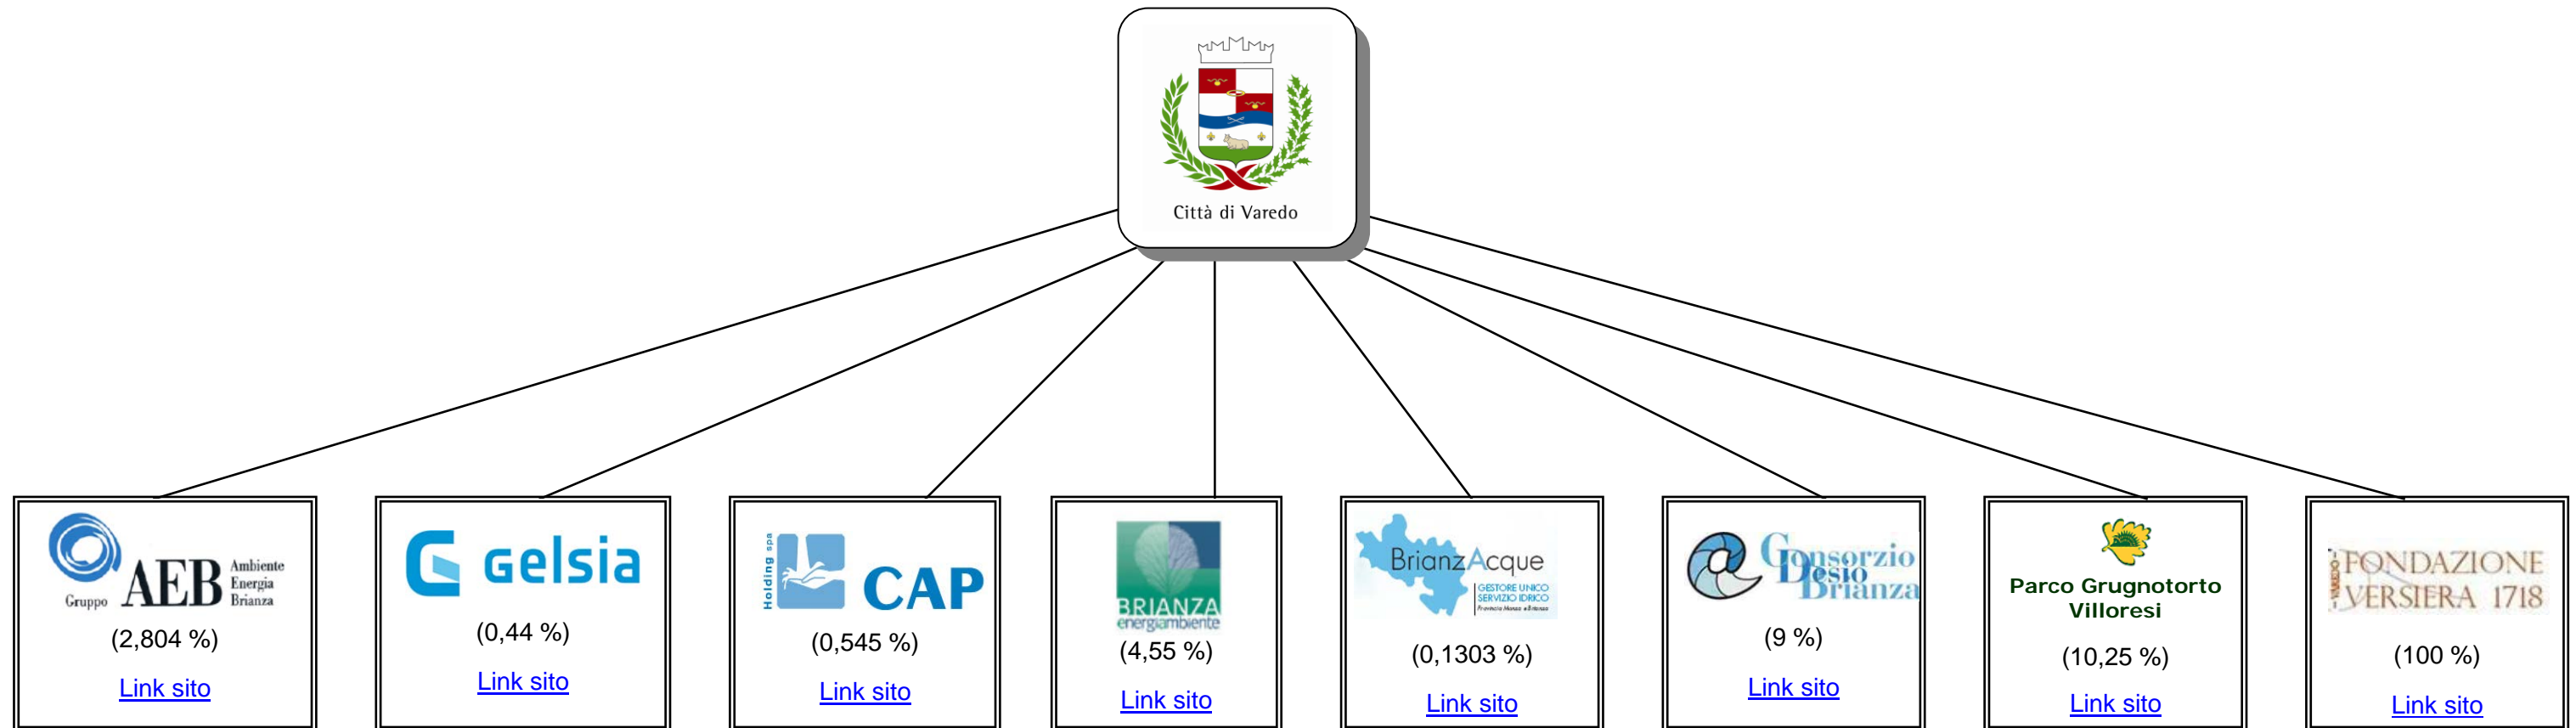 Città di Varedo
Gruppo AEB Ambiente
Energia
Brianza
(2,804 %)
Link sito
Gelsia
(0,44 %)
Link sito
Holding spa
CAP
(0,545 %)
Link sito
BRIANZA
energiambiente
(4,55 %)
Link sito
BrianzAcque
GESTORE UNICO
SERVIZIO IDRICO
Provincia Monza e Brianza
(0,1303 %)
Link sito
Consorzio
Desio
Brianza
(9 %)
Link sito
Parco Grugnotorto
Villoresi
(10,25 %)
Link sito
VAREDO
FONDAZIONE
VERSIERA 1718
(100 %)
Link sito